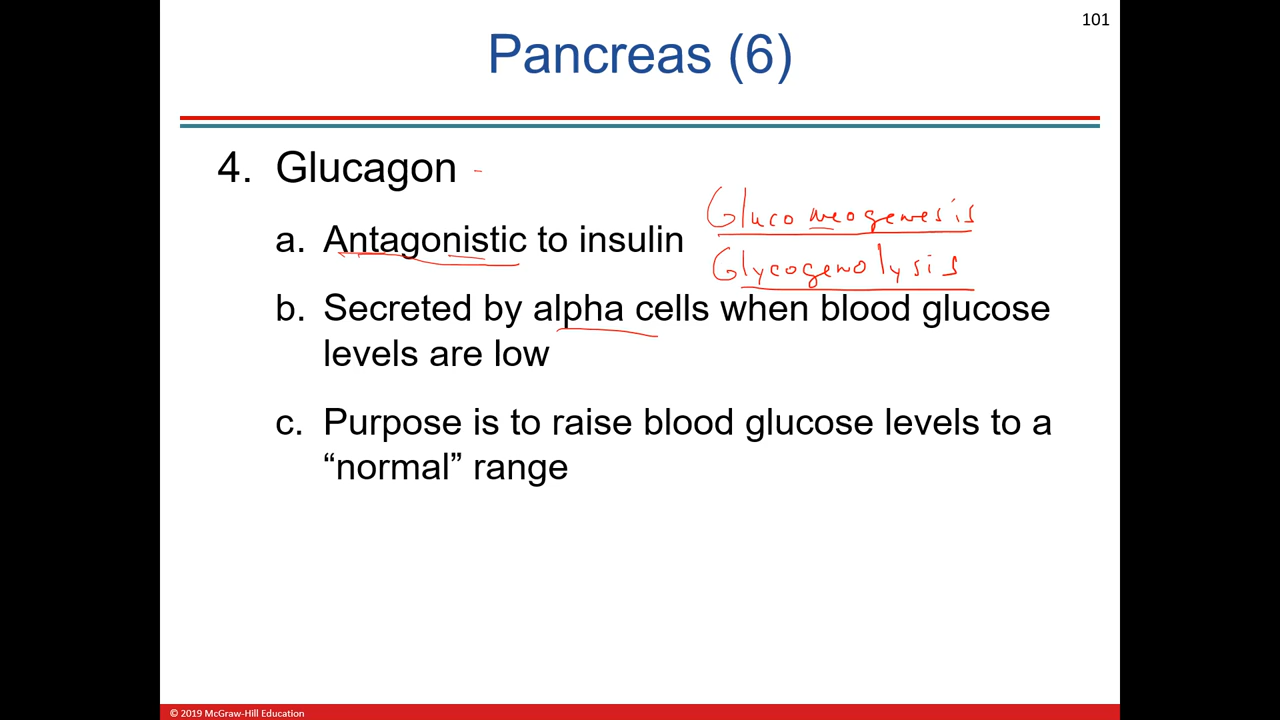 101
Pancreas (6)
4. Glucagon -
Gluconeogenesis
a. Antagonistic to insulin
Glycogenolysis
b. Secreted by alpha cells when blood glucose
levels are low
c. Purpose is to raise blood glucose levels to a
“normal” range
© 2019 McGraw-Hill Education